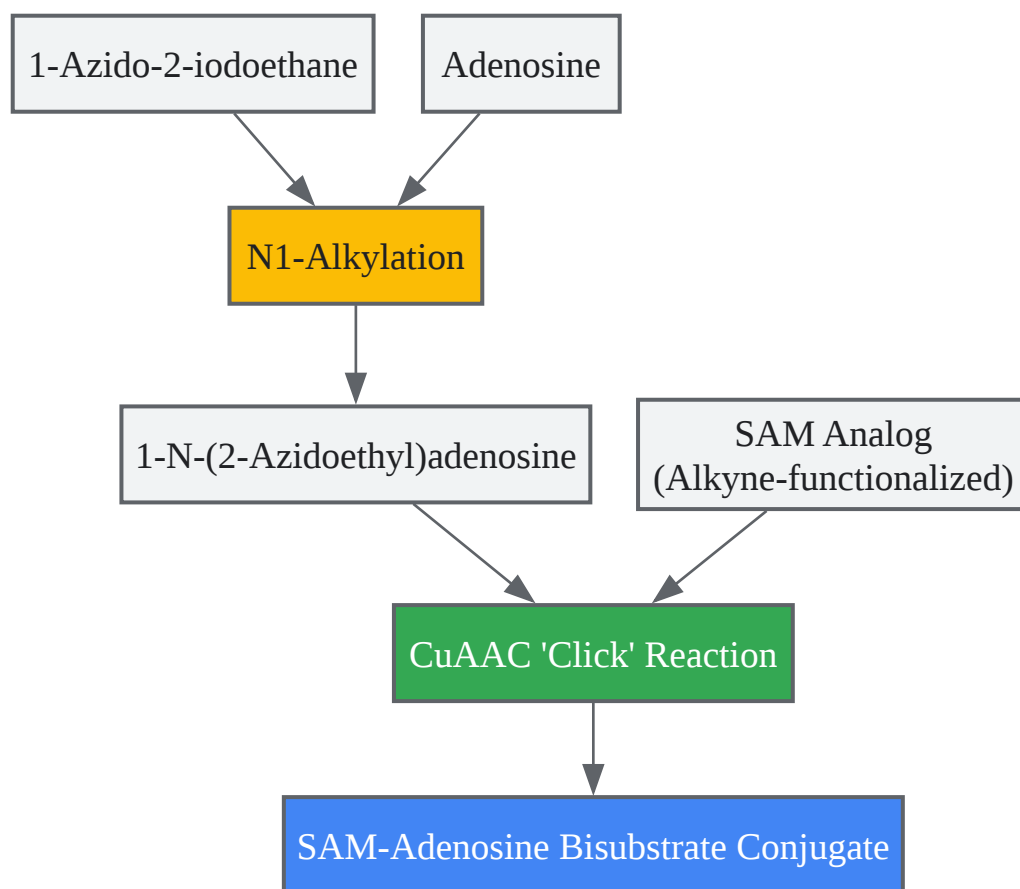 1-Azido-2-iodoethane
Adenosine
N1-Alkylation
1-N-(2-Azidoethyl)adenosine
SAM Analog
(Alkyne-functionalized)
CuAAC 'Click' Reaction
SAM-Adenosine Bisubstrate Conjugate